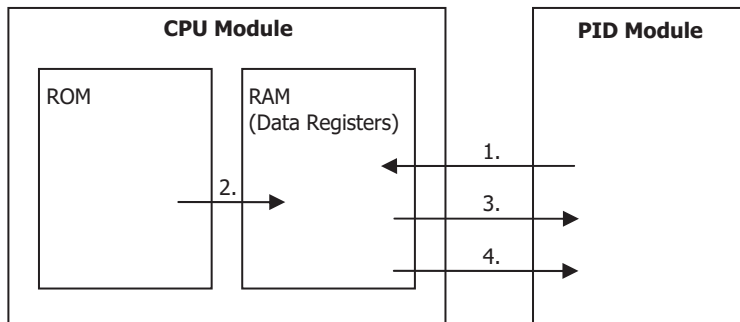 CPU Module
PID Module
ROM
RAM
(Data Registers)
1.
2.
3.
4.